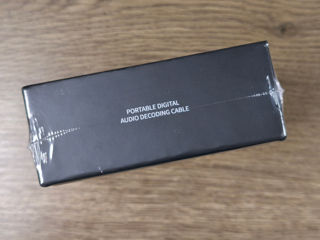 PORTABLE DIGITAL
AUDIO DECODING CABLE